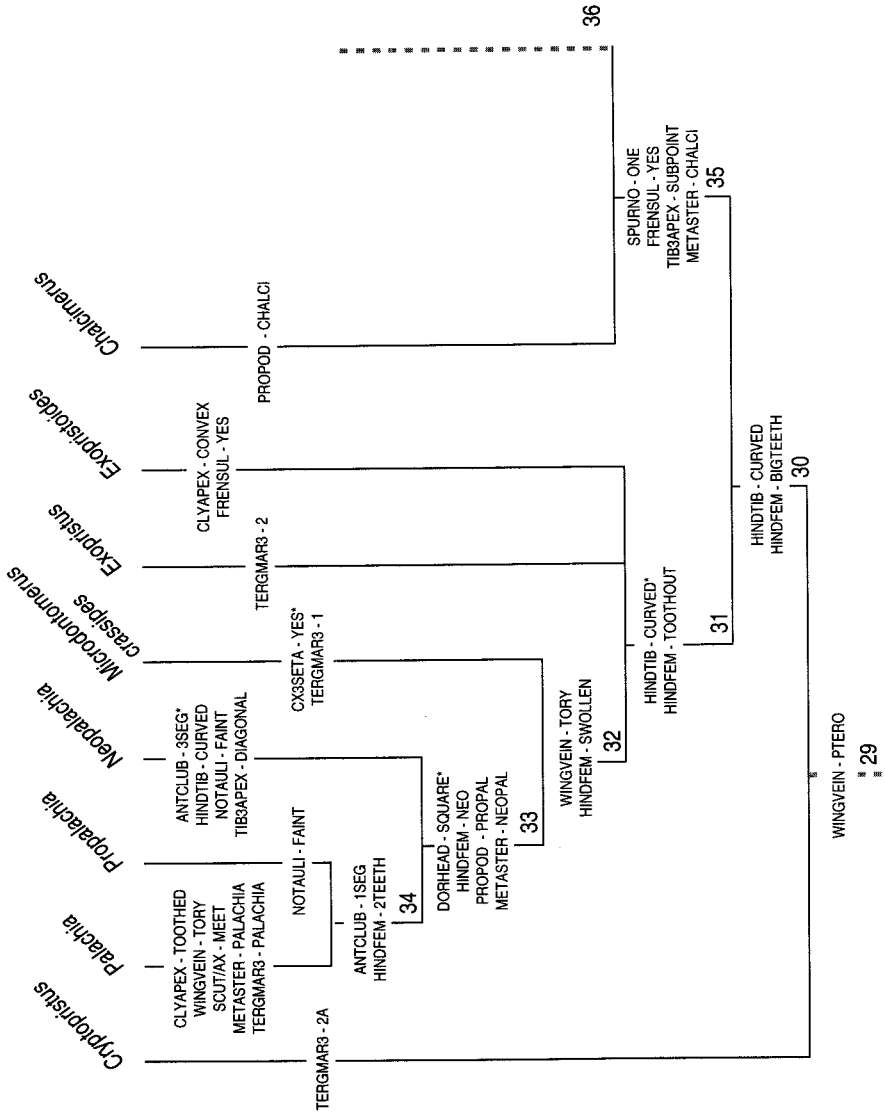 36
Chalcimerus
PROPOD - CHALCI
SPURNO - ONE
FRENSUL - YES
TIB3APEX - SUBPOINT
METASTER - CHALCI
35
Exopristoides
CLYAPEX - CONVEX
FRENSUL - YES
Exopristus
TERGMAR3 - 2
Microdontomerus
crassipes
CX3SETA - YES*
TERGMAR3 - 1
Neopalachia
ANTCLUB - 3SEG*
HINDTIB - CURVED
NOTAULI - FAINT
TIB3APEX - DIAGONAL
Propalachia
NOTAULI - FAINT
Palachia
CLYAPEX - TOOTHED
WINGVEIN - TORY
SCUT/AX - MEET
METASTER - PALACHIA
TERGMAR3 - PALACHIA
Cryptopristus
TERGMAR3 - 2A
ANTCLUB - 1SEG
HINDFEM - 2TEETH
34
DORHEAD - SQUARE*
HINDFEM - NEO
PROPOD - PROPAL
METASTER - NEOPAL
33
WINGVEIN - TORY
HINDFEM - SWOLLEN
32
HINDTIB - CURVED*
HINDFEM - TOOTHOUT
31
HINDTIB - CURVED
HINDFEM - BIGTEETH
30
WINGVEIN - PTERO
29